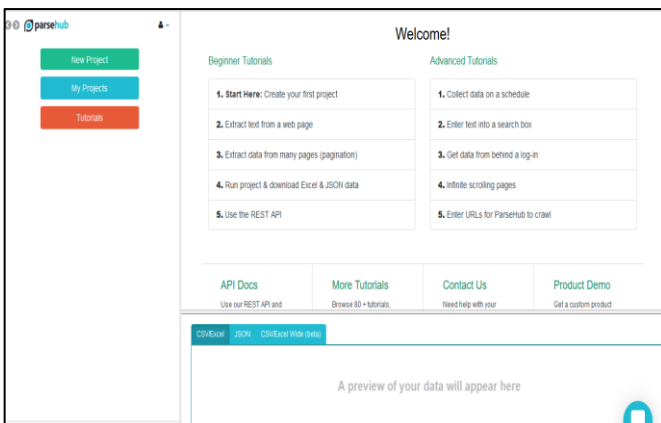 parsehub
New Project
My Projects
Tutorials
Welcome!
Beginner Tutorials
1. Start Here: Create your first project
2. Extract text from a web page
3. Extract data from many pages (pagination)
4. Run project & download Excel & JSON data
5. Use the REST API
Advanced Tutorials
1. Collect data on a schedule
2. Enter text into a search box
3. Get data from behind a log-in
4. Infinite scrolling pages
5. Enter URLs for ParseHub to crawl
API Docs
Use our REST API and
More Tutorials
Browse 80 + tutorials,
Contact Us
Need help with your
Product Demo
Get a custom product
CSV/Excel JSON CSV/Excel Wide (beta)
A preview of your data will appear here